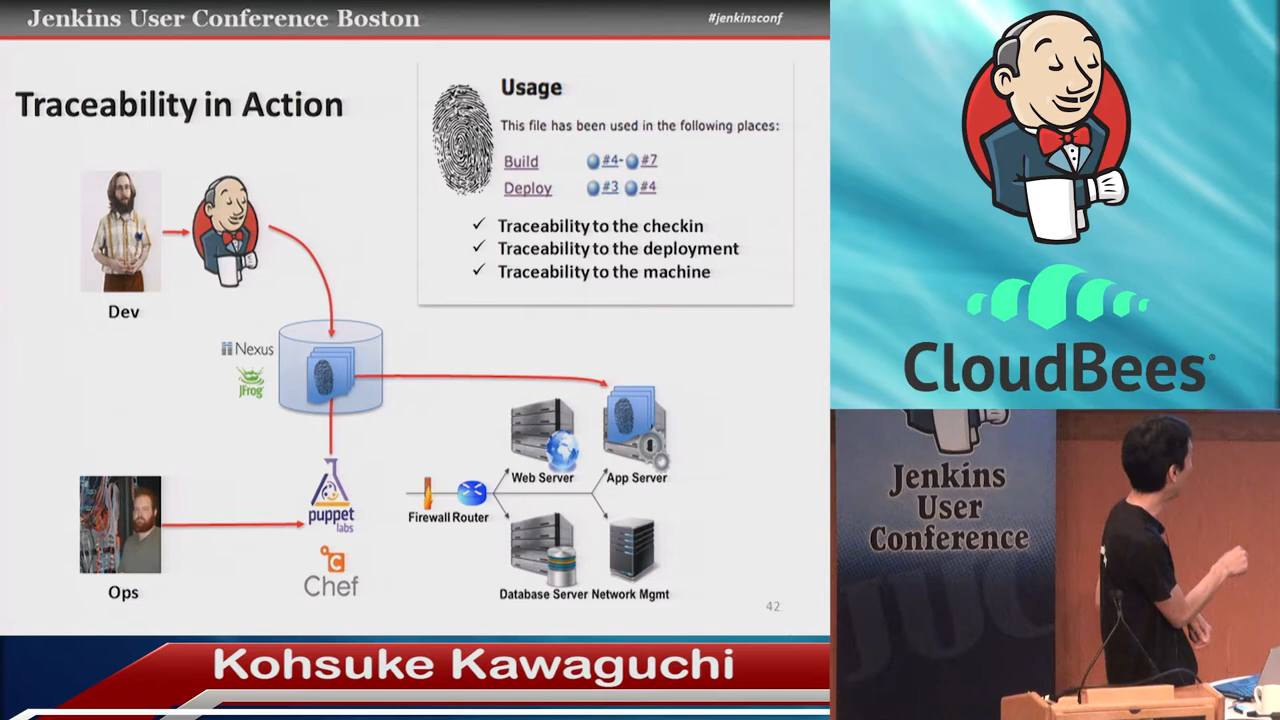 Jenkins User Conference Boston
#jenkinsconf
Traceability in Action
Usage
This file has been used in the following places:
Build #4- #7
Deploy #3 #4
✓ Traceability to the checkin
✓ Traceability to the deployment
✓ Traceability to the machine
Dev
Nexus
JFrog
Web Server
App Server
puppet
labs
Firewall Router
Chef
Ops
Database Server Network Mgmt
42
Kohsuke Kawaguchi
CloudBees
Jenkins
User
Conference